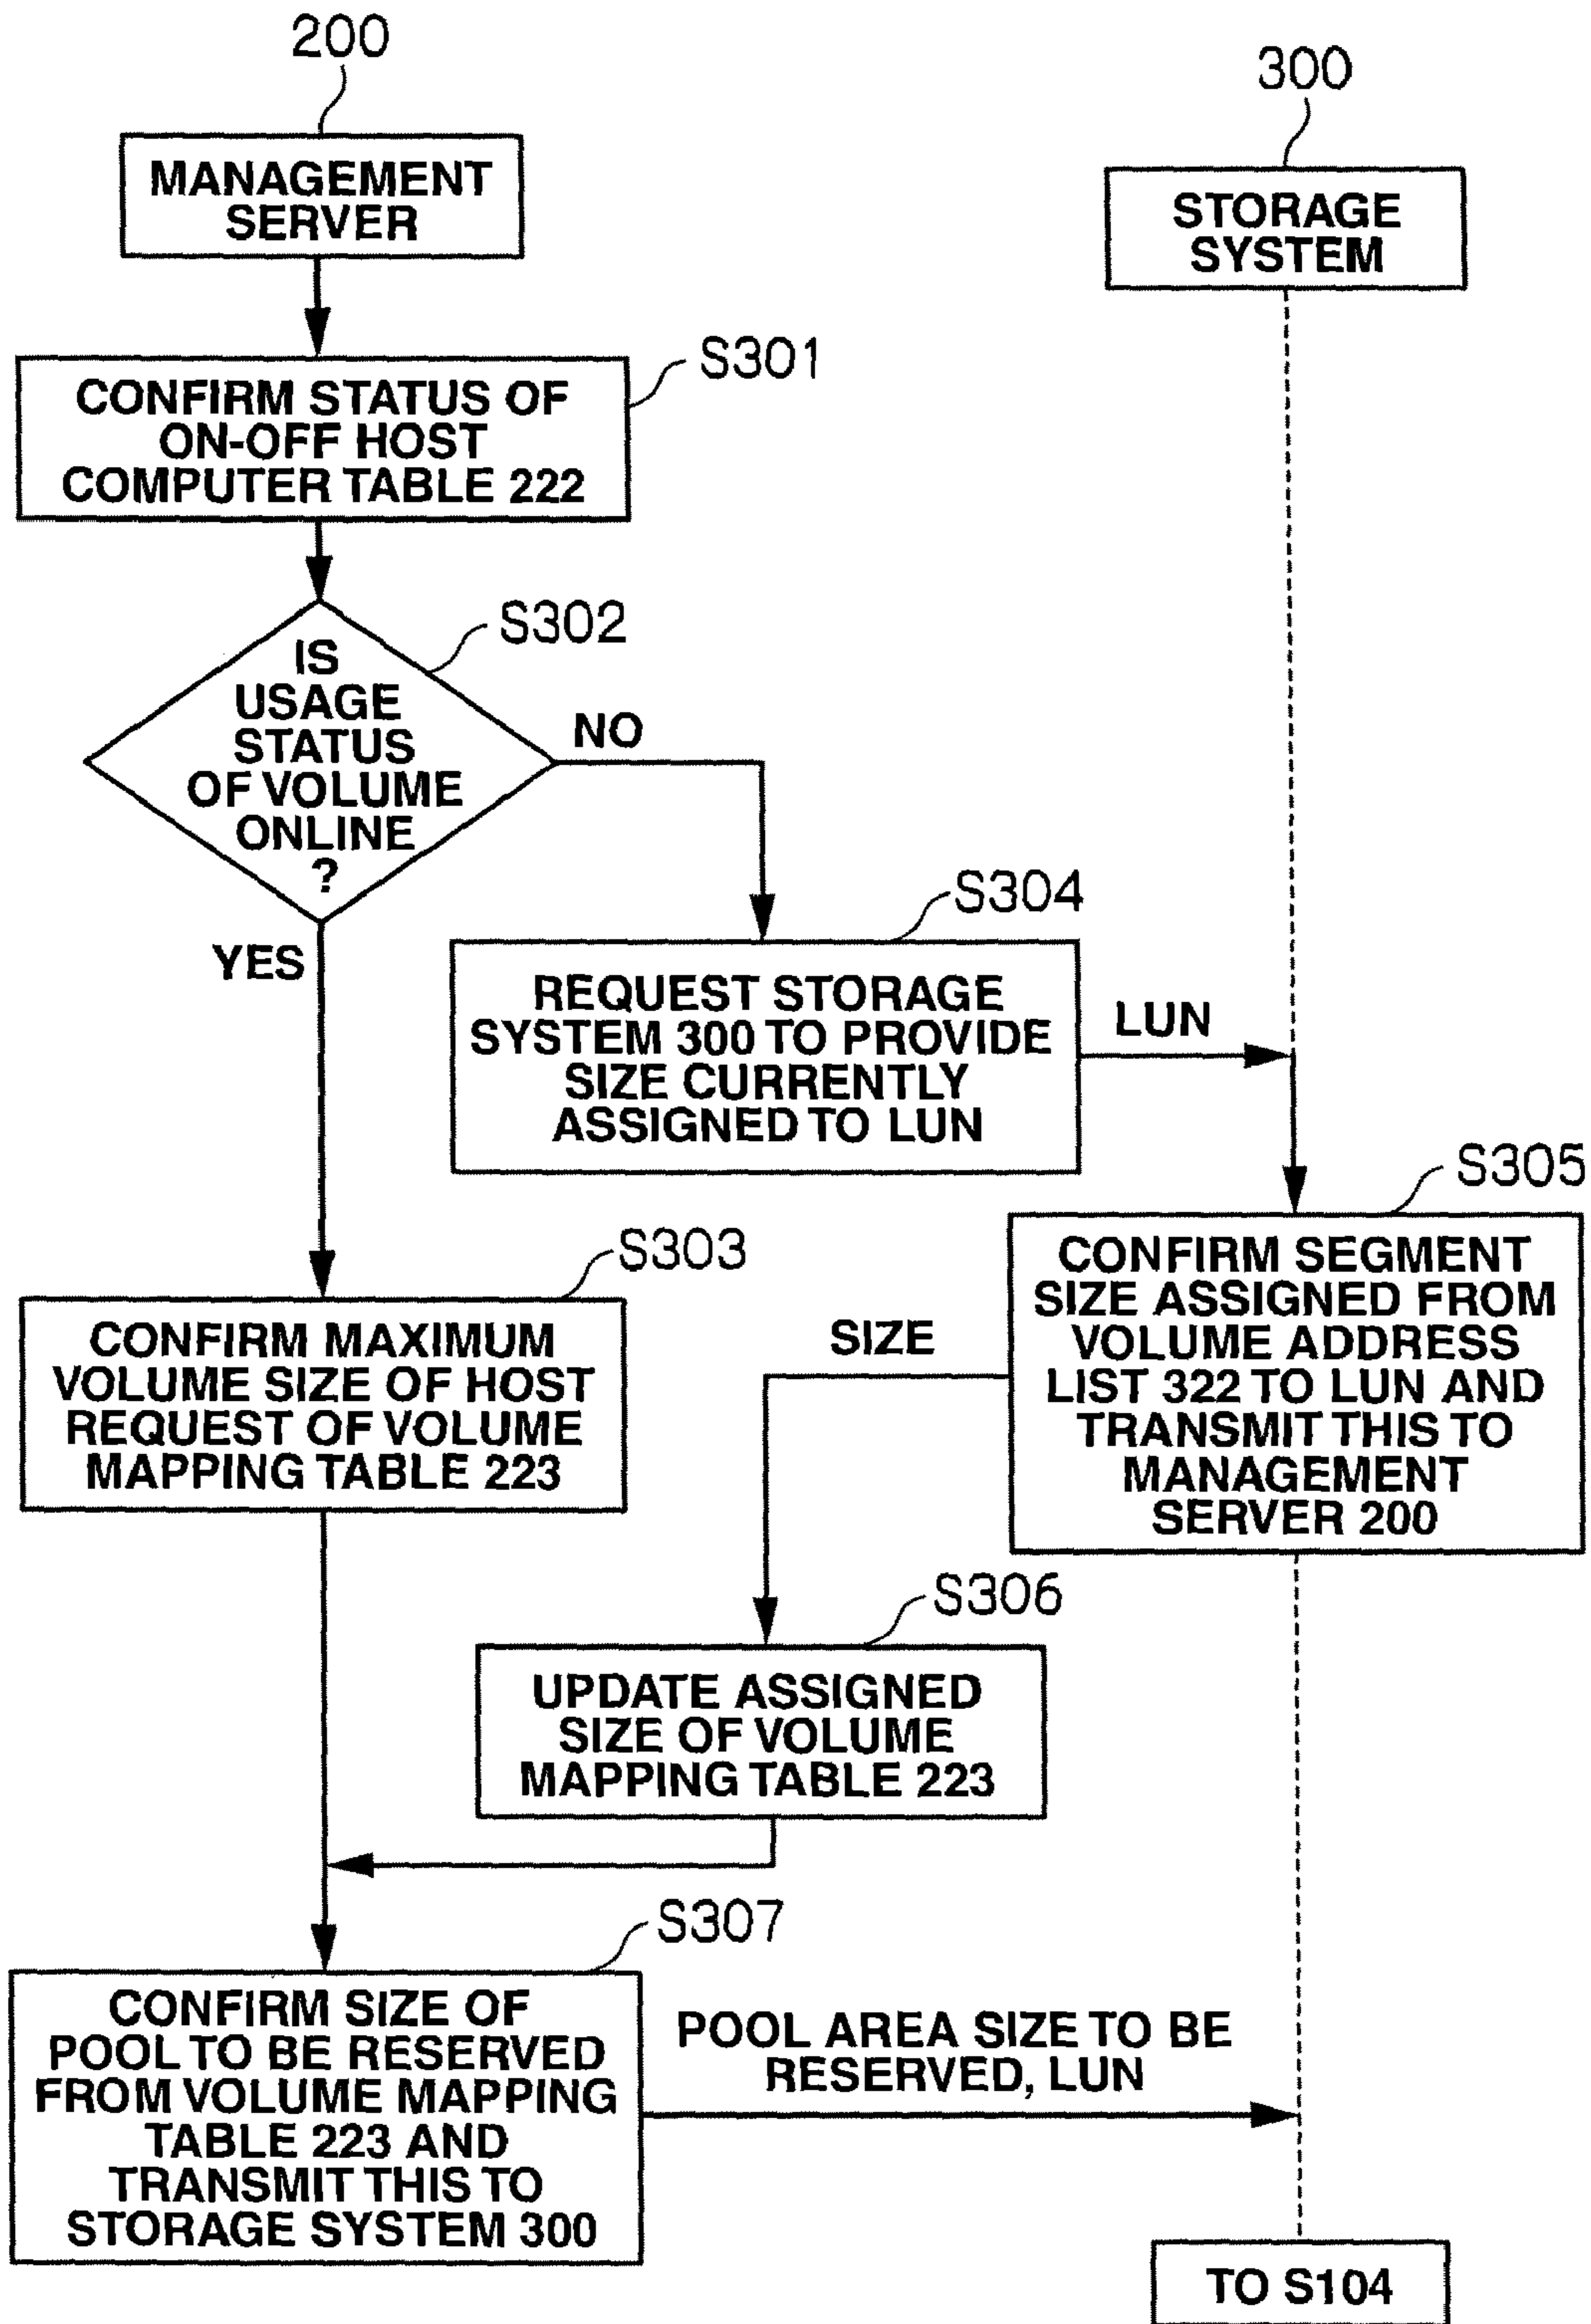 200
300
MANAGEMENT
SERVER
STORAGE
SYSTEM
S301
CONFIRM STATUS OF
ON-OFF HOST
COMPUTER TABLE 222
S302
IS
USAGE
STATUS
OF VOLUME
ONLINE
?
NO
YES
S304
REQUEST STORAGE
SYSTEM 300 TO PROVIDE
SIZE CURRENTLY
ASSIGNED TO LUN
LUN
S305
CONFIRM SEGMENT
SIZE ASSIGNED FROM
VOLUME ADDRESS
LIST 322 TO LUN AND
TRANSMIT THIS TO
MANAGEMENT
SERVER 200
S303
CONFIRM MAXIMUM
VOLUME SIZE OF HOST
REQUEST OF VOLUME
MAPPING TABLE 223
SIZE
S306
UPDATE ASSIGNED
SIZE OF VOLUME
MAPPING TABLE 223
S307
CONFIRM SIZE OF
POOL TO BE RESERVED
FROM VOLUME MAPPING
TABLE 223 AND
TRANSMIT THIS TO
STORAGE SYSTEM 300
POOL AREA SIZE TO BE
RESERVED, LUN
TO S104